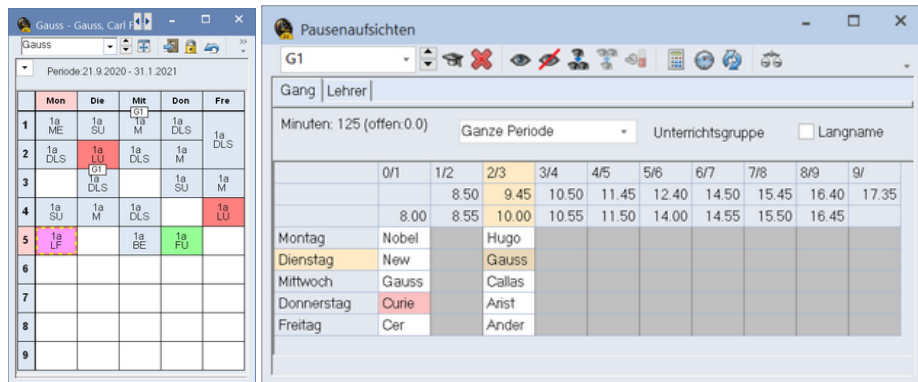 Gauss - Gauss, Carl F
Gauss
Periode:21.9.2020 - 31.1.2021
Mon Die Mit Don Fre
G1
1 1a ME 1a SU 1a M 1a DLS 1a DLS
2 1a DLS 1a LU 1a DLS 1a M
G1
3 1a DLS 1a SU 1a M
4 1a SU 1a M 1a DLS 1a LU
5 1a LF 1a BE 1a FU
6
7
8
9
Pausenaufsichten
G1
Gang Lehrer
Minuten: 125 (offen:0.0) Ganze Periode Unterrichtsgruppe Langname
0/1 1/2 2/3 3/4 4/5 5/6 6/7 7/8 8/9 9/
8.50 9.45 10.50 11.45 12.40 14.50 15.45 16.40 17.35
8.00 8.55 10.00 10.55 11.50 14.00 14.55 15.50 16.45
Montag Nobel Hugo
Dienstag New Gauss
Mittwoch Gauss Callas
Donnerstag Curie Arist
Freitag Cer Ander